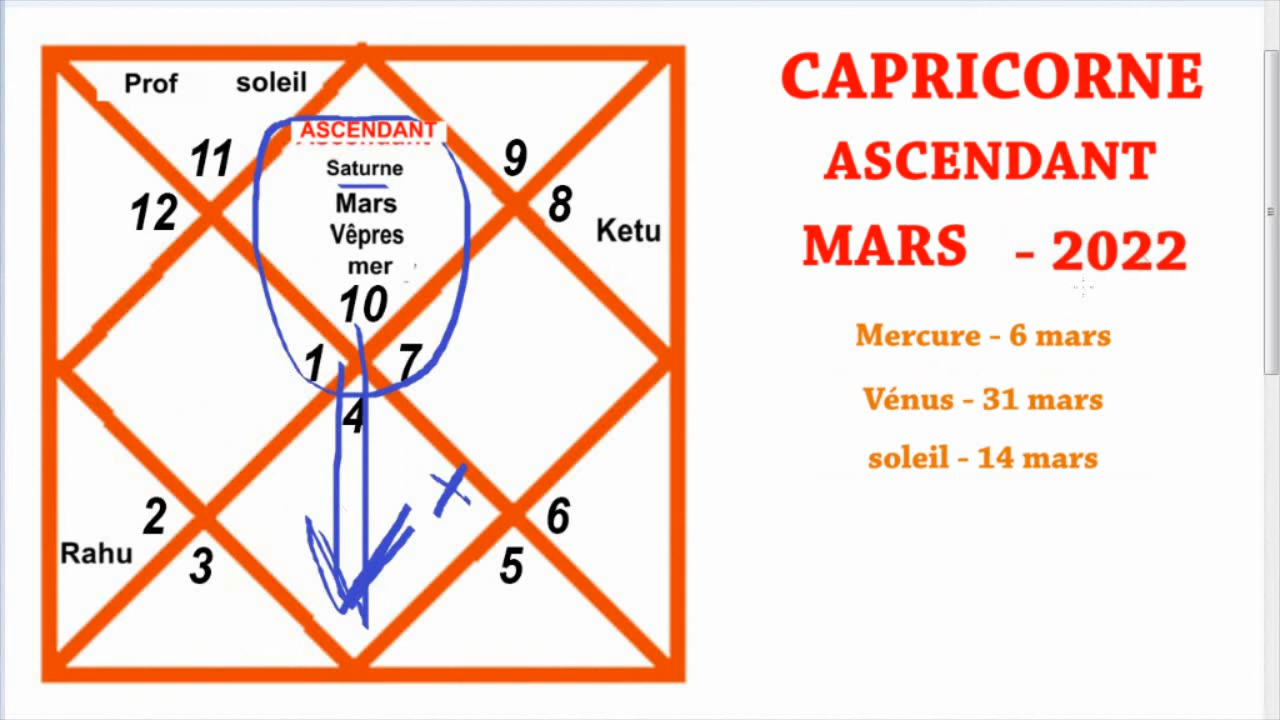 Prof soleil
11
12
ASCENDANT
Saturne
Mars
Vêpres
mer
10
9
8
Ketu
1
7
4
2
Rahu
3
6
5
CAPRICORNE
ASCENDANT
MARS - 2022
Mercure - 6 mars
Vénus - 31 mars
soleil - 14 mars